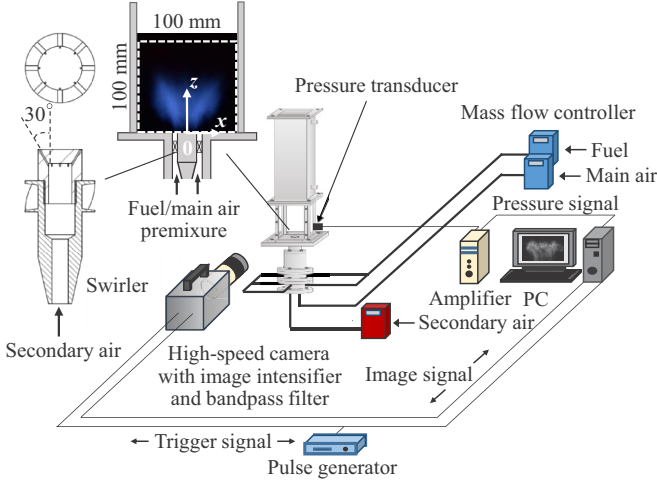 100 mm
100 mm
z
x
0
30°
Pressure transducer
Mass flow controller
Fuel
Main air
Fuel/main air
premixure
Pressure signal
Swirler
Amplifier
PC
Secondary air
Secondary air
High-speed camera
with image intensifier
and bandpass filter
Image signal
Trigger signal
Pulse generator